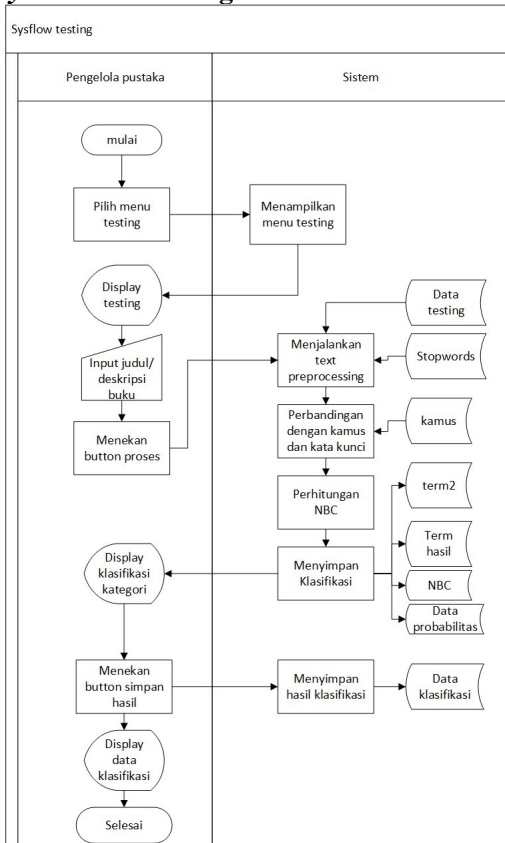 Sysflow testing
Pengelola pustaka
Sistem
mulai
Pilih menu
testing
Menampilkan
menu testing
Display
testing
Data
testing
Input judul/
deskripsi
buku
Menjalankan
text
preprocessing
Stopwords
Menekan
button proses
Perbandingan
dengan kamus
dan kata kunci
kamus
Perhitungan
NBC
term2
Term
hasil
Display
klasifikasi
kategori
Menyimpan
Klasifikasi
NBC
Data
probabilitas
Menekan
button simpan
hasil
Menyimpan
hasil klasifikasi
Data
klasifikasi
Display
data
klasifikasi
Selesai